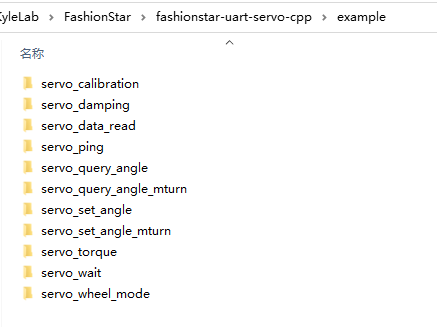 KyleLab > FashionStar > fashionstar-uart-servo-cpp > example
名称
servo_calibration
servo_damping
servo_data_read
servo_ping
servo_query_angle
servo_query_angle_mturn
servo_set_angle
servo_set_angle_mturn
servo_torque
servo_wait
servo_wheel_mode